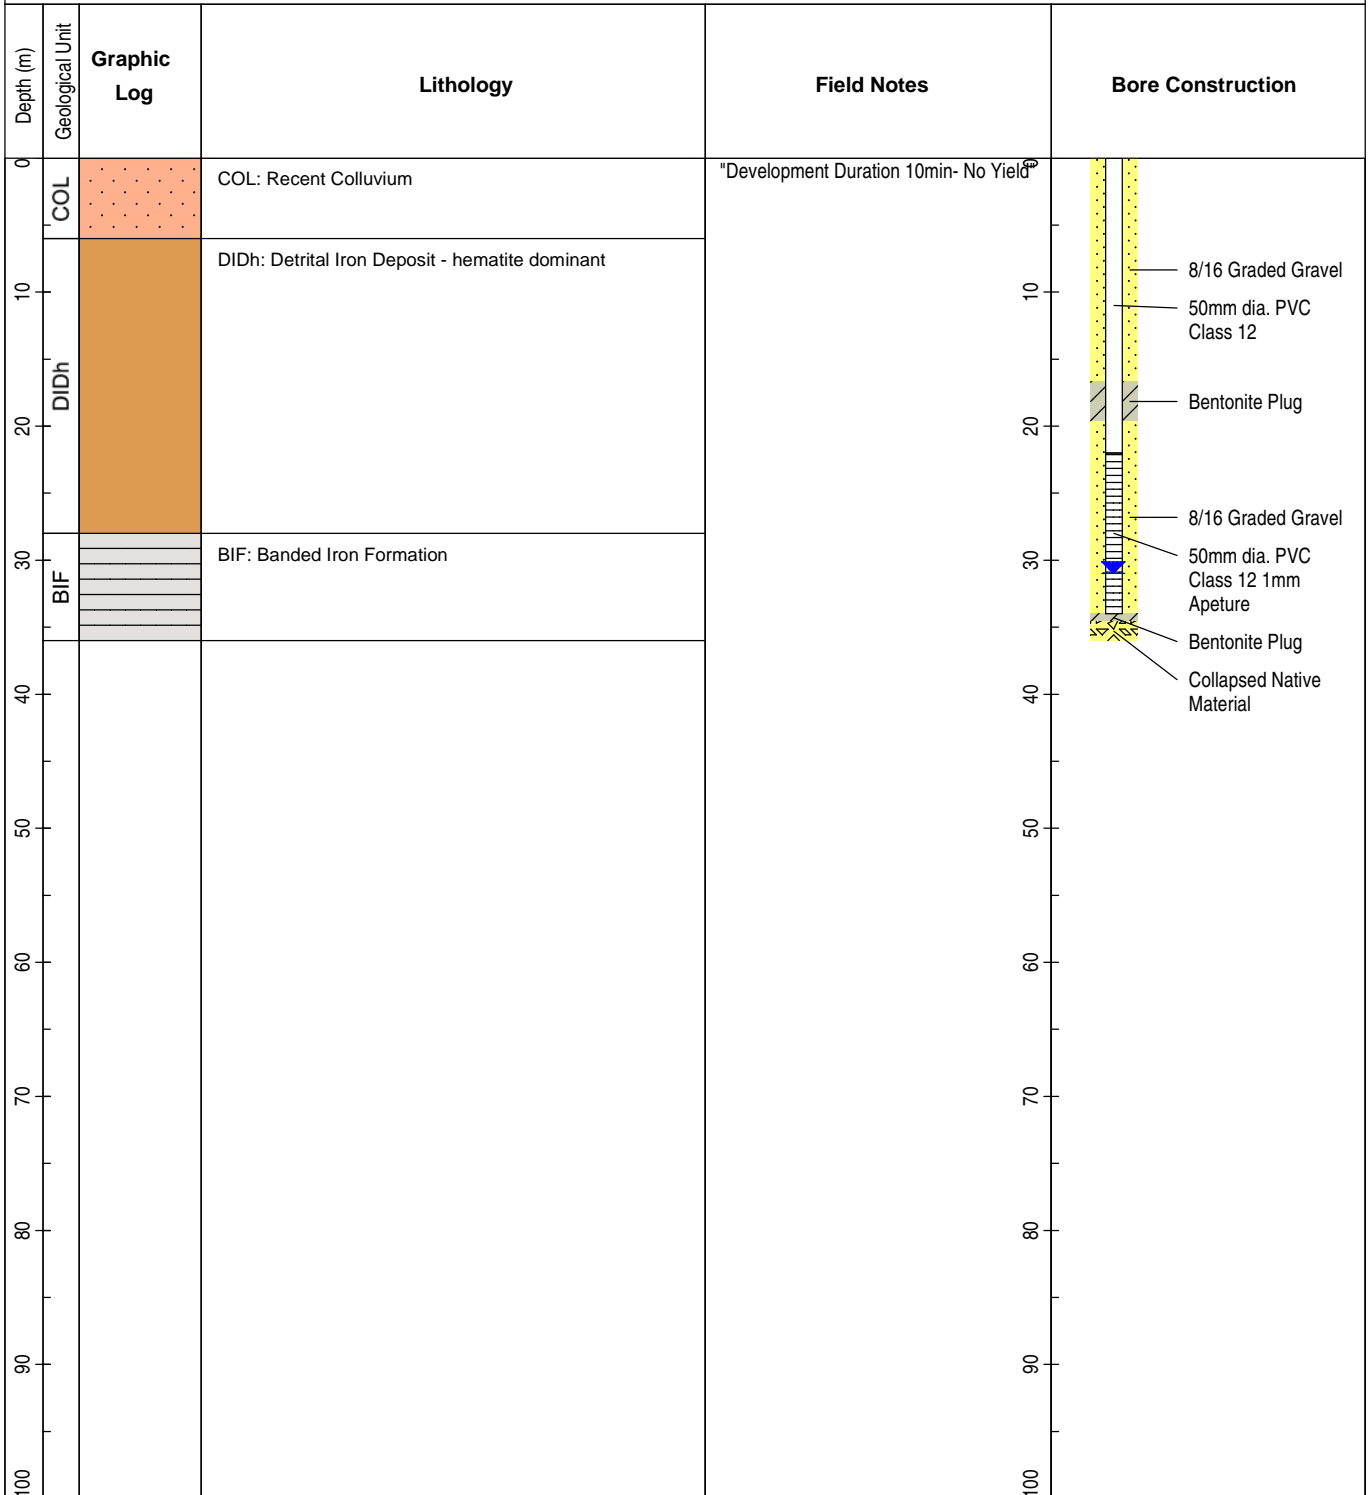 Depth (m)
Geological Unit
Graphic
Log
Lithology
Field Notes
Bore Construction
0
10
20
30
40
50
60
70
80
90
100
COL
DIDh
BIF
COL: Recent Colluvium
DIDh: Detrital Iron Deposit - hematite dominant
BIF: Banded Iron Formation
"Development Duration 10min- No Yield"
0
10
20
30
40
50
60
70
80
90
100
8/16 Graded Gravel
50mm dia. PVC
Class 12
Bentonite Plug
8/16 Graded Gravel
50mm dia. PVC
Class 12 1mm
Apeture
Bentonite Plug
Collapsed Native
Material